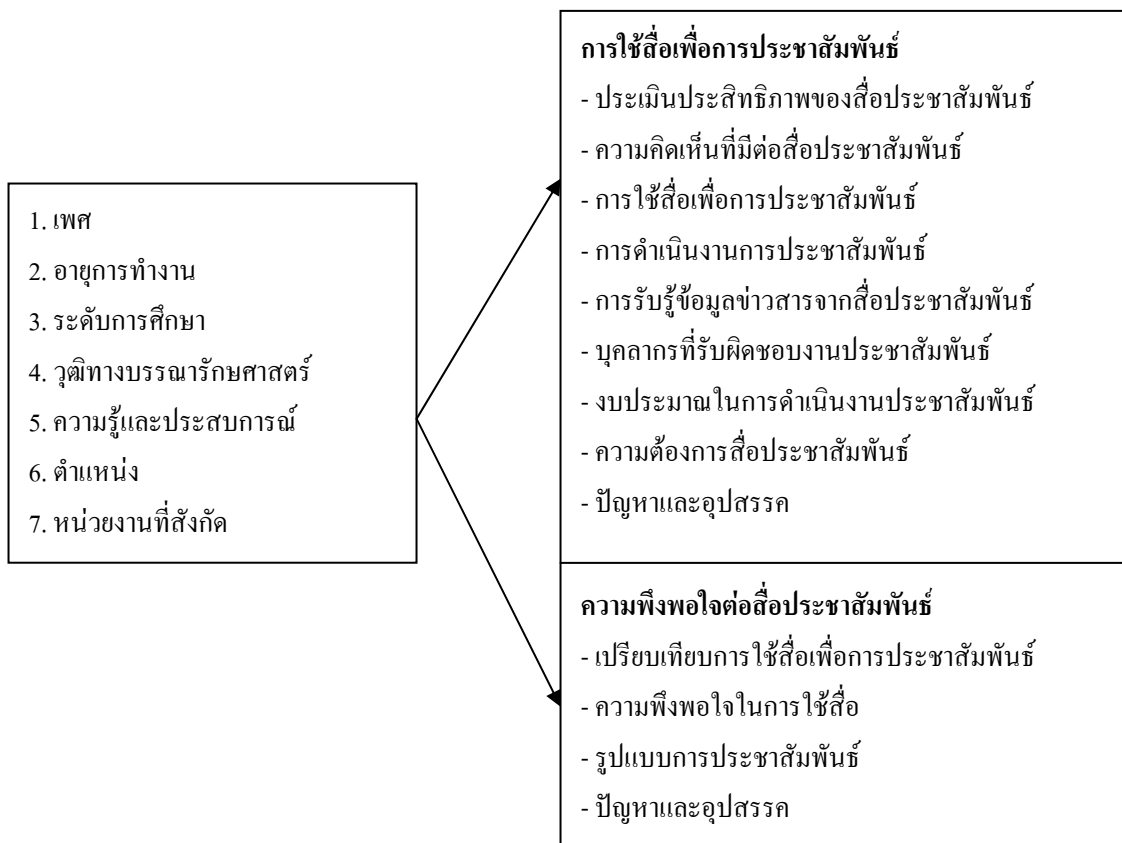 1. เพศ
2. อายุการทำงาน
3. ระดับการศึกษา
4. วุฒิทางบรรณารักษศาสตร์
5. ความรู้และประสบการณ์
6. ตำแหน่ง
7. หน่วยงานที่สังกัด
การใช้สื่อเพื่อการประชาสัมพันธ์
- ประเมินประสิทธิภาพของสื่อประชาสัมพันธ์
- ความคิดเห็นที่มีต่อสื่อประชาสัมพันธ์
- การใช้สื่อเพื่อการประชาสัมพันธ์
- การดำเนินงานการประชาสัมพันธ์
- การรับรู้ข้อมูลข่าวสารจากสื่อประชาสัมพันธ์
- บุคลากรที่รับผิดชอบงานประชาสัมพันธ์
- งบประมาณในการดำเนินงานประชาสัมพันธ์
- ความต้องการสื่อประชาสัมพันธ์
- ปัญหาและอุปสรรค
ความพึงพอใจต่อสื่อประชาสัมพันธ์
- เปรียบเทียบการใช้สื่อเพื่อการประชาสัมพันธ์
- ความพึงพอใจในการใช้สื่อ
- รูปแบบการประชาสัมพันธ์
- ปัญหาและอุปสรรค